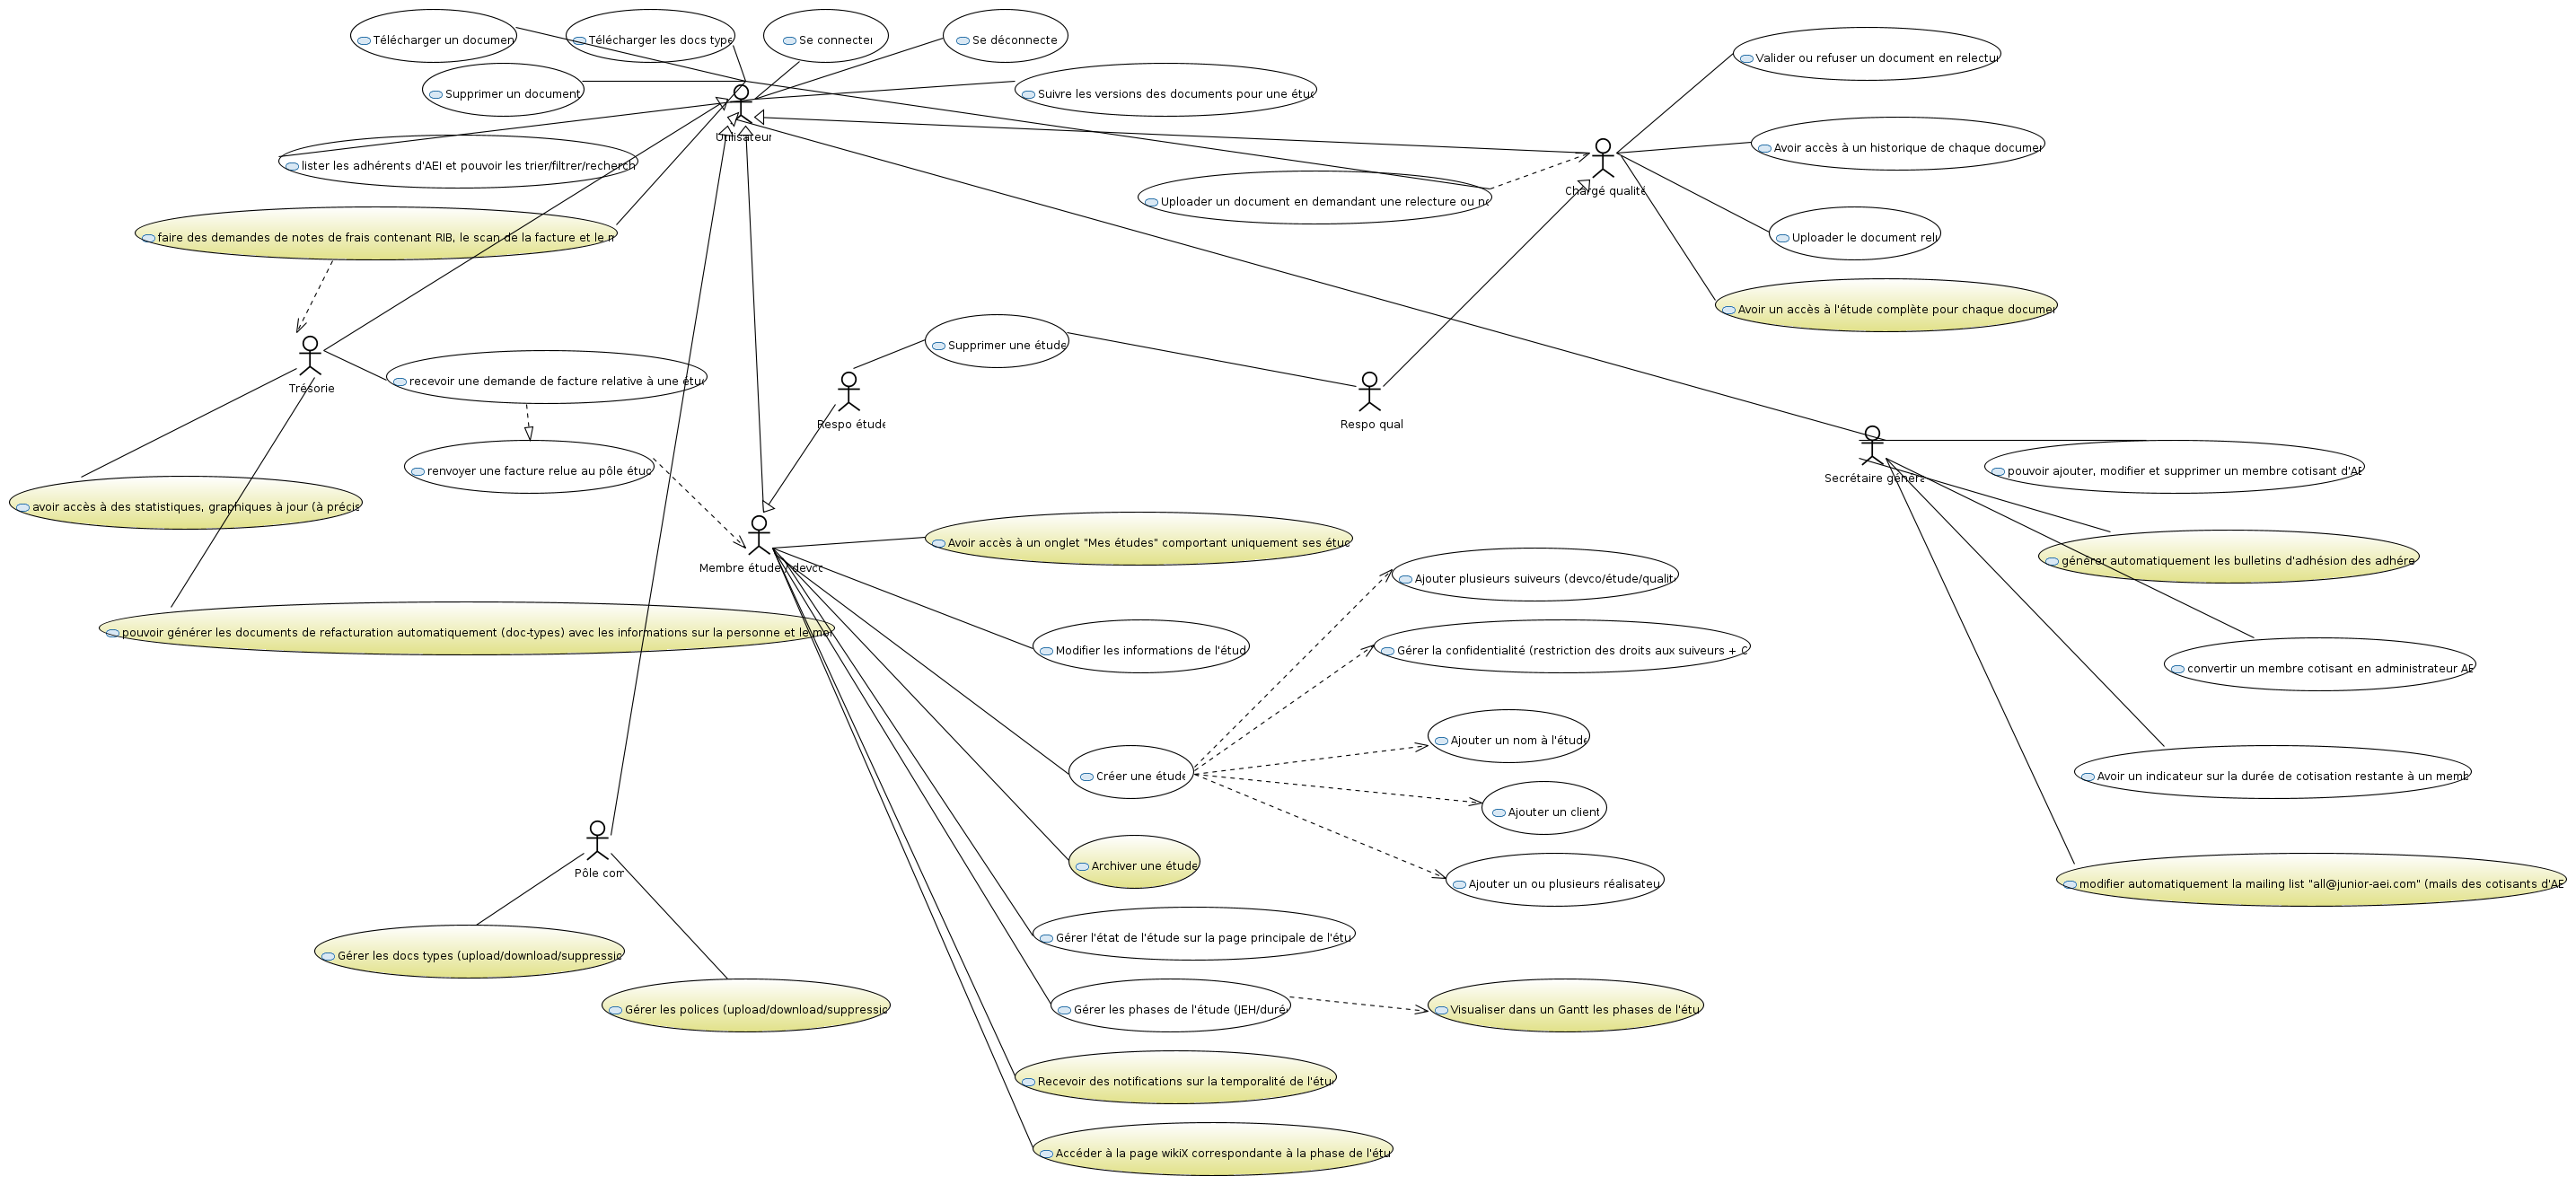 Télécharger un documen
Télécharger les docs type
Se connecter
Se déconnecte
Valider ou refuser un document en relectur
Supprimer un document
Suivre les versions des documents pour une étud
Utilisateur
Avoir accès à un historique de chaque documen
lister les adhérents d'AEI et pouvoir les trier/filtrer/recherch
Chargé qualité
Uploader un document en demandant une relecture ou no
faire des demandes de notes de frais contenant RIB, le scan de la facture et le m
Uploader le document relu
Avoir un accès à l'étude complète pour chaque documen
Supprimer une étude
Trésorie
recevoir une demande de facture relative à une étud
Respo étude
Respo qual
renvoyer une facture relue au pôle étud
Secrétaire généra
pouvoir ajouter, modifier et supprimer un membre cotisant d'AE
avoir accès à des statistiques, graphiques à jour (à précis
Avoir accès à un onglet "Mes études" comportant uniquement ses étud
générer automatiquement les bulletins d'adhésion des adhére
Membre étude /devco
Ajouter plusieurs suiveurs (devco/étude/qualit
pouvoir générer les documents de refacturation automatiquement (doc-types) avec les informations sur la personne et le mon
Modifier les informations de l'étud
Gérer la confidentialité (restriction des droits aux suiveurs + C
convertir un membre cotisant en administrateur AE
Ajouter un nom à l'étude
Créer une étude
Avoir un indicateur sur la durée de cotisation restante à un memb
Ajouter un client
Pôle com
Archiver une étude
Ajouter un ou plusieurs réalisateu
modifier automatiquement la mailing list "all@junior-aei.com" (mails des cotisants d'AE
Gérer les docs types (upload/download/suppressio
Gérer l'état de l'étude sur la page principale de l'étu
Gérer les polices (upload/download/suppressio
Gérer les phases de l'étude (JEH/duré
Visualiser dans un Gantt les phases de l'étu
Recevoir des notifications sur la temporalité de l'étud
Accéder à la page wikiX correspondante à la phase de l'étu